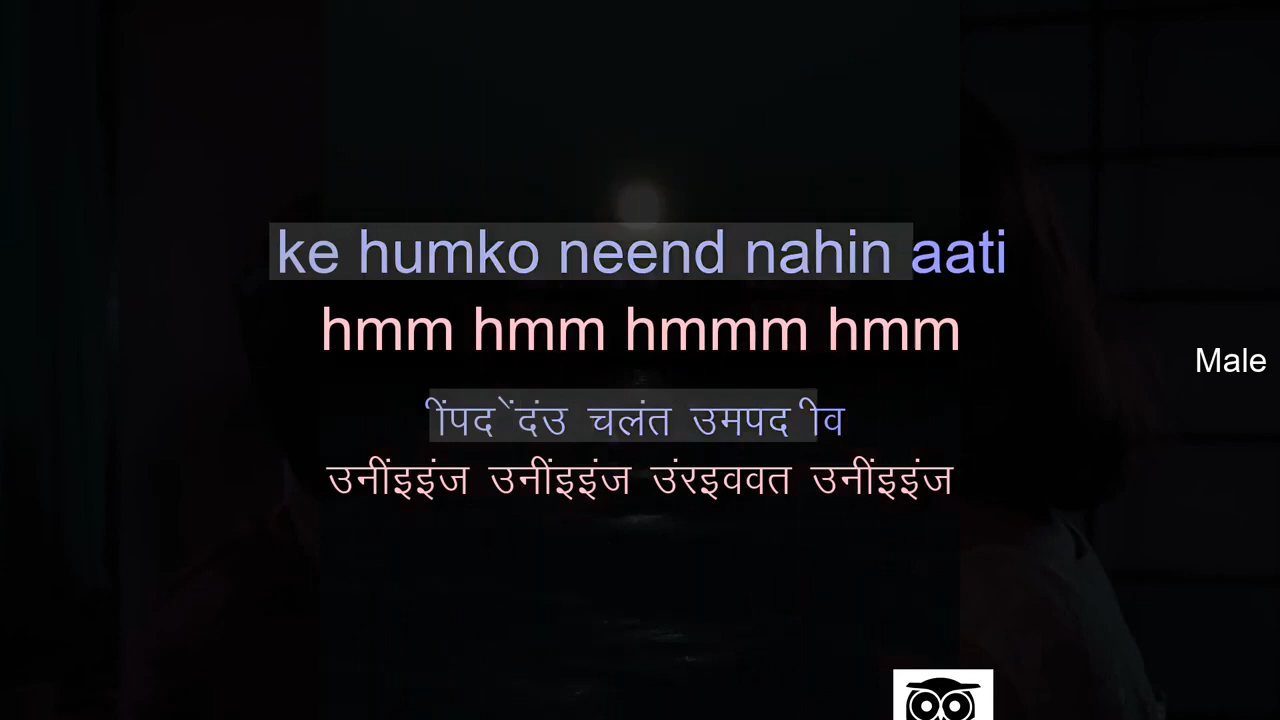 ke humko neend nahin aati
hmm hmm hmmm hmm
Male
ींपद ेंदंउ चलंत उमपद ीव
उनींइइंज उनींइइंज उंरइववत उनींइइंज